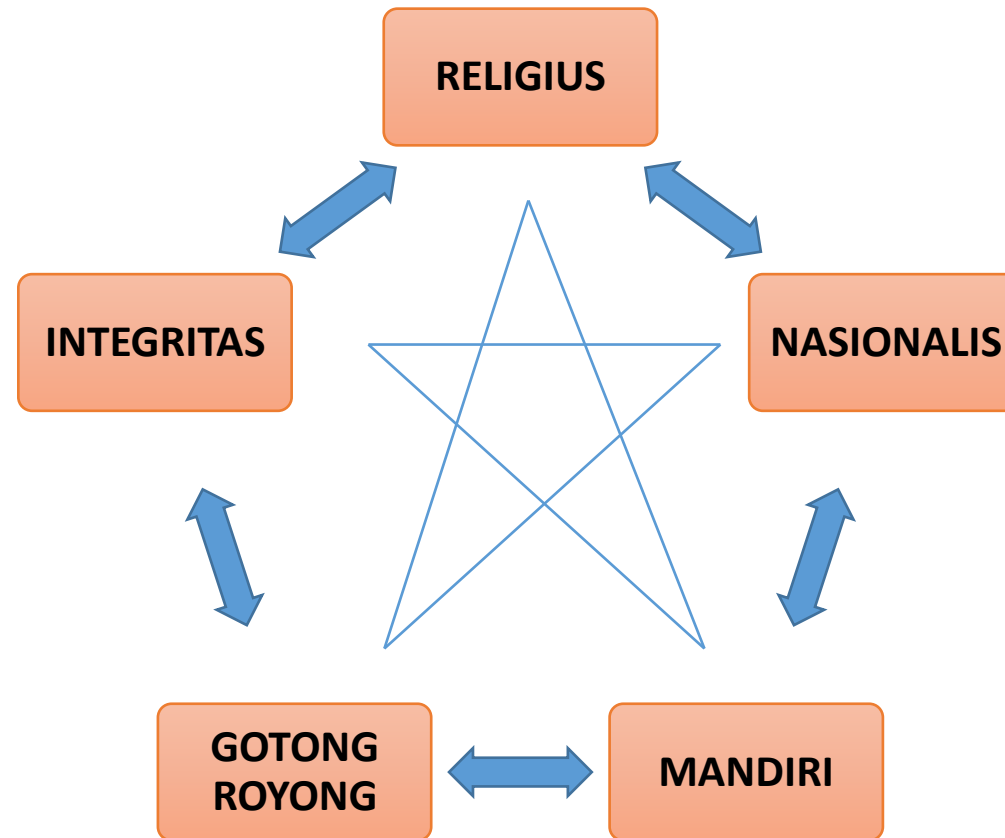 RELIGIUS
INTEGRITAS
NASIONALIS
GOTONG
ROYONG
MANDIRI